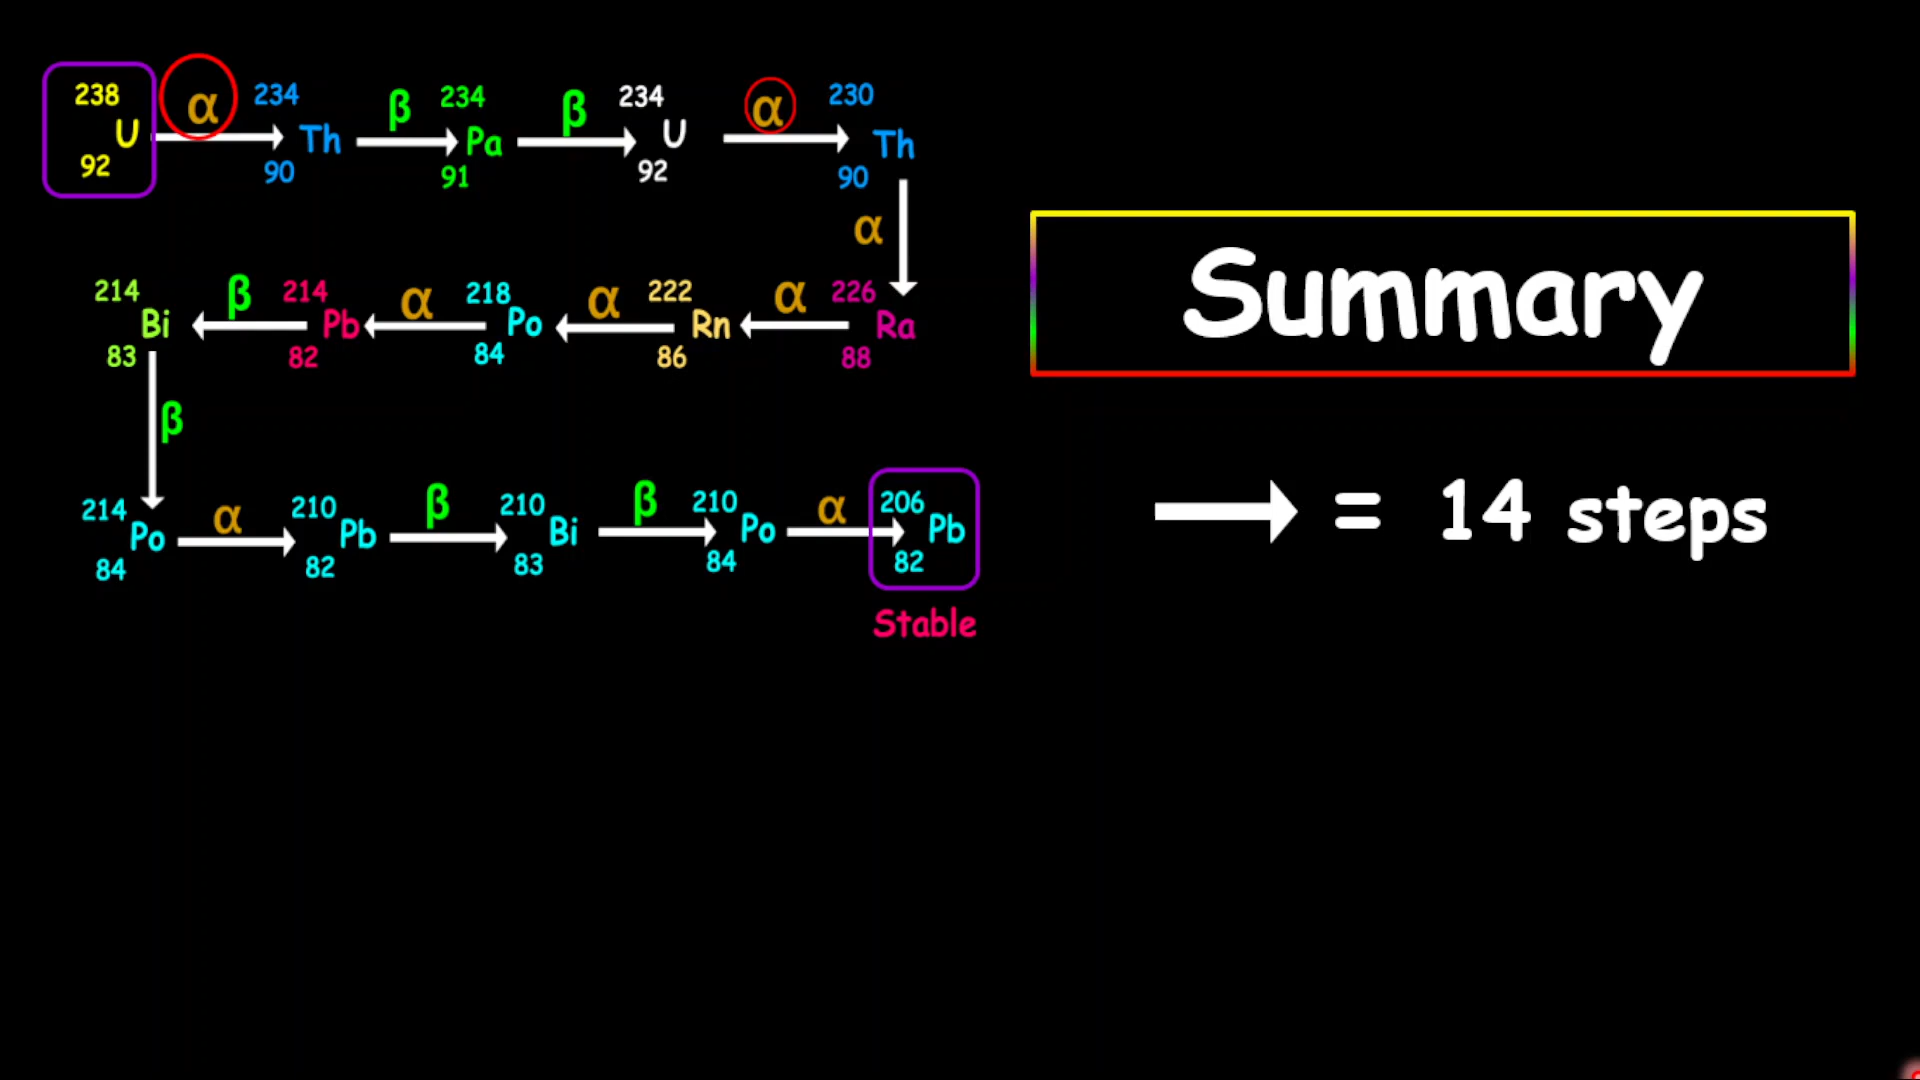 238 U 92 α 234 Th 90 β 234 Pa 91 β 234 U 92 α 230 Th 90
α
214 Bi 83 β 214 Pb 82 α 218 Po 84 α 222 Rn 86 α 226 Ra 88
β
214 Po 84 α 210 Pb 82 β 210 Bi 83 β 210 Po 84 α 206 Pb 82
Stable
Summary
= 14 steps